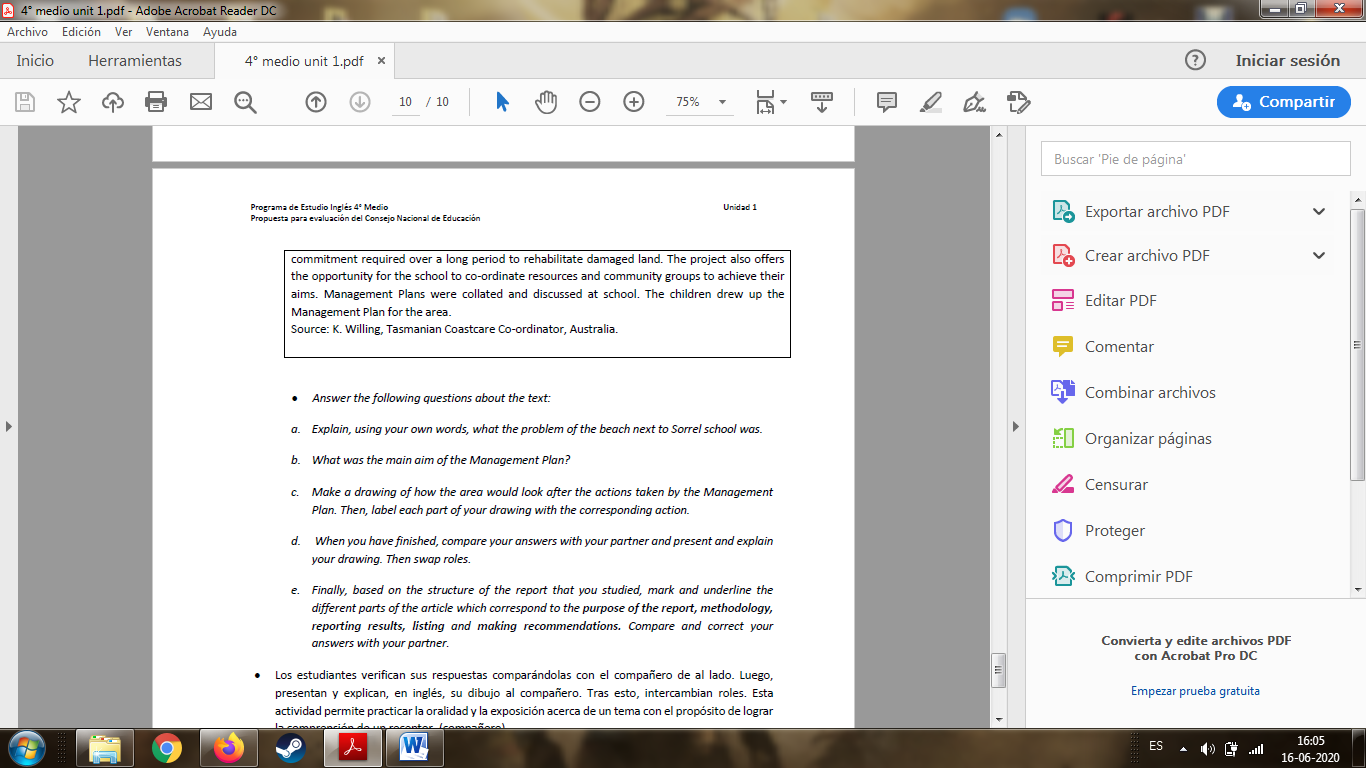 4° medio unit 1.pdf - Adobe Acrobat Reader DC
Archivo Edición Ver Ventana Ayuda
Inicio Herramientas 4° medio unit 1.pdf × ? Iniciar sesión
10 / 10 75% Compartir
Programa de Estudio Inglés 4° Medio Unidad 1
Propuesta para evaluación del Consejo Nacional de Educación
commitment required over a long period to rehabilitate damaged land. The project also offers
the opportunity for the school to co-ordinate resources and community groups to achieve their
aims. Management Plans were collated and discussed at school. The children drew up the
Management Plan for the area.
Source: K. Willing, Tasmanian Coastcare Co-ordinator, Australia.
• Answer the following questions about the text:
a. Explain, using your own words, what the problem of the beach next to Sorrel school was.
b. What was the main aim of the Management Plan?
c. Make a drawing of how the area would look after the actions taken by the Management
Plan. Then, label each part of your drawing with the corresponding action.
d. When you have finished, compare your answers with your partner and present and explain
your drawing. Then swap roles.
e. Finally, based on the structure of the report that you studied, mark and underline the
different parts of the article which correspond to the purpose of the report, methodology,
reporting results, listing and making recommendations. Compare and correct your
answers with your partner.
• Los estudiantes verifican sus respuestas comparándolas con el compañero de al lado. Luego,
presentan y explican, en inglés, su dibujo al compañero. Tras esto, intercambian roles. Esta
actividad permite practicar la oralidad y la exposición acerca de un tema con el propósito de lograr
la comprensión de un receptor (compañero).
Buscar 'Pie de página'
Exportar archivo PDF
Crear archivo PDF
Editar PDF
Comentar
Combinar archivos
Organizar páginas
Censurar
Proteger
Comprimir PDF
Convierta y edite archivos PDF
con Acrobat Pro DC
Empezar prueba gratuita
ES 16:05
16-06-2020